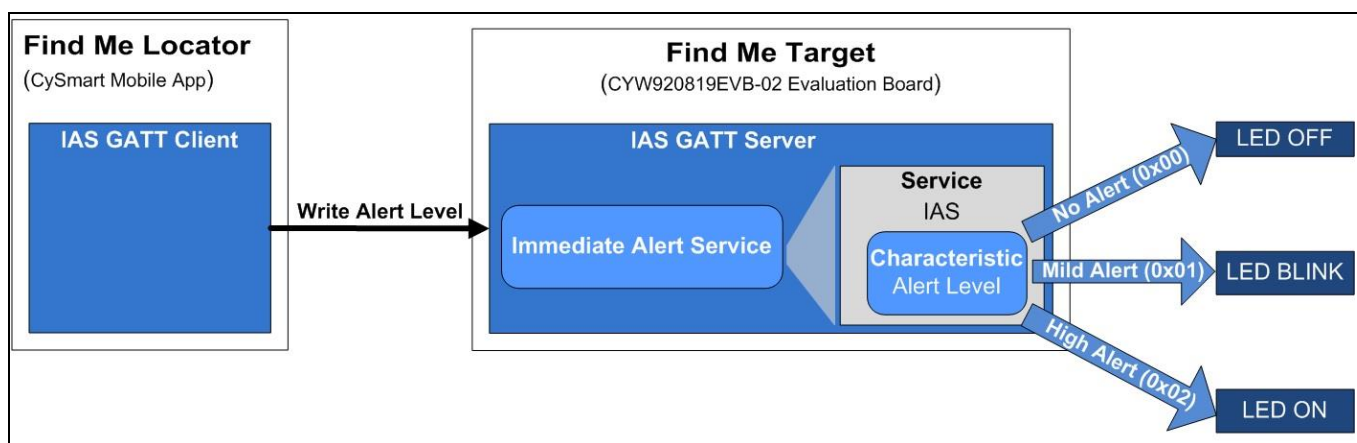 Find Me Locator
(CySmart Mobile App)
IAS GATT Client
Write Alert Level
Find Me Target
(CYW920819EVB-02 Evaluation Board)
IAS GATT Server
Immediate Alert Service
Service
IAS
Characteristic
Alert Level
No Alert (0x00)
LED OFF
Mild Alert (0x01)
LED BLINK
High Alert (0x02)
LED ON